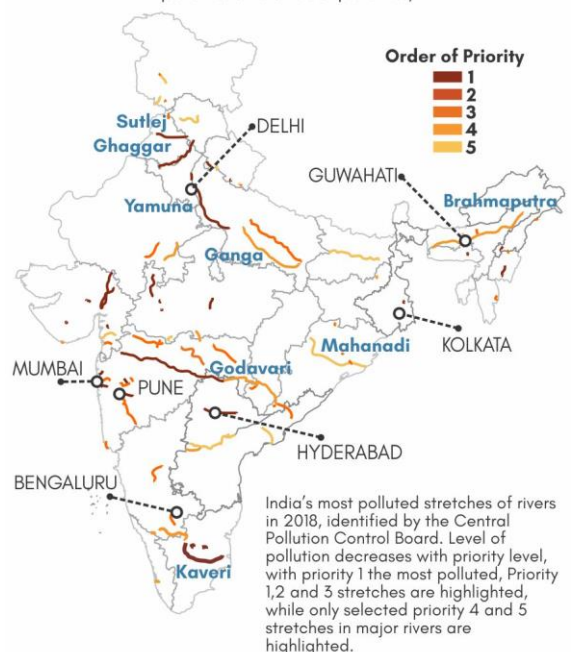 Order of Priority
1
2
3
4
5
Sutlej
Ghaggar
DELHI
GUWAHATI
Yamuna
Brahmaputra
Ganga
Mahanadi
KOLKATA
MUMBAI
PUNE
Godavari
HYDERABAD
BENGALURU
Kaveri
India's most polluted stretches of rivers
in 2018, identified by the Central
Pollution Control Board. Level of
pollution decreases with priority level,
with priority 1 the most polluted, Priority
1,2 and 3 stretches are highlighted,
while only selected priority 4 and 5
stretches in major rivers are
highlighted.